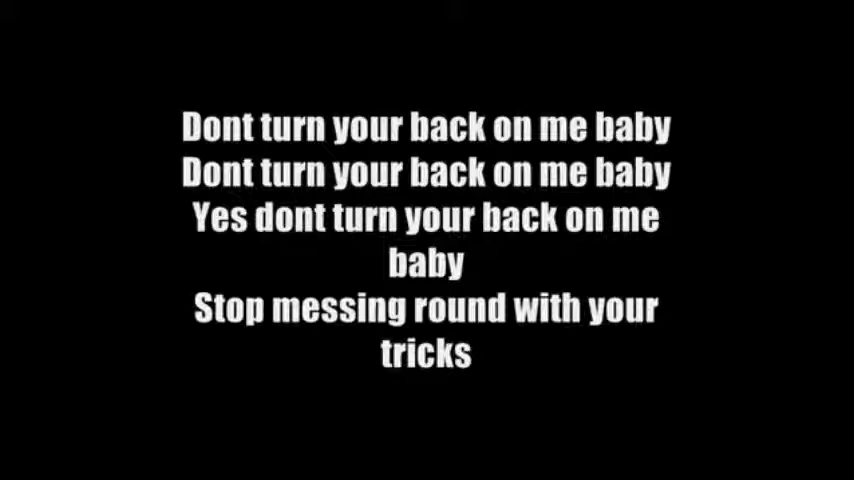 Dont turn your back on me baby
Dont turn your back on me baby
Yes dont turn your back on me
baby
Stop messing round with your
tricks